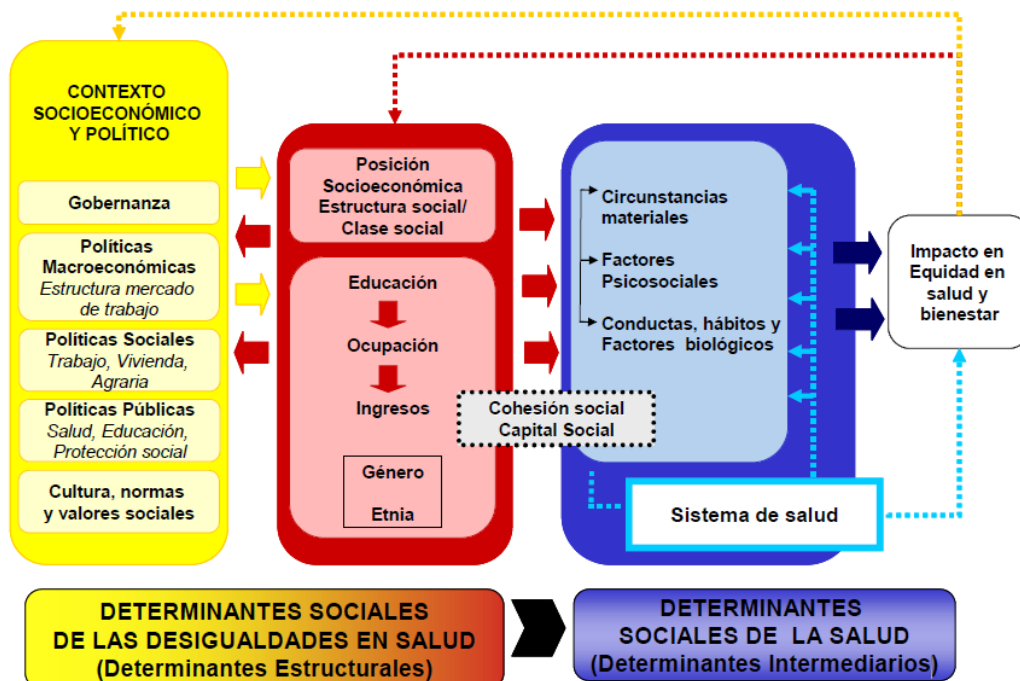 CONTEXTO
SOCIOECONÓMICO
Y POLÍTICO
Gobernanza
Políticas
Macroeconómicas
Estructura mercado
de trabajo
Políticas Sociales
Trabajo, Vivienda,
Agraria
Políticas Públicas
Salud, Educación,
Protección social
Cultura, normas
y valores sociales
Posición
Socioeconómica
Estructura social/
Clase social
Educación
Ocupación
Ingresos
Género
Etnia
Cohesión social
Capital Social
Circunstancias
materiales
Factores
Psicosociales
Conductas, hábitos y
Factores biológicos
Sistema de salud
Impacto en
Equidad en
salud y
bienestar
DETERMINANTES SOCIALES
DE LAS DESIGUALDADES EN SALUD
(Determinantes Estructurales)
DETERMINANTES
SOCIALES DE LA SALUD
(Determinantes Intermediarios)